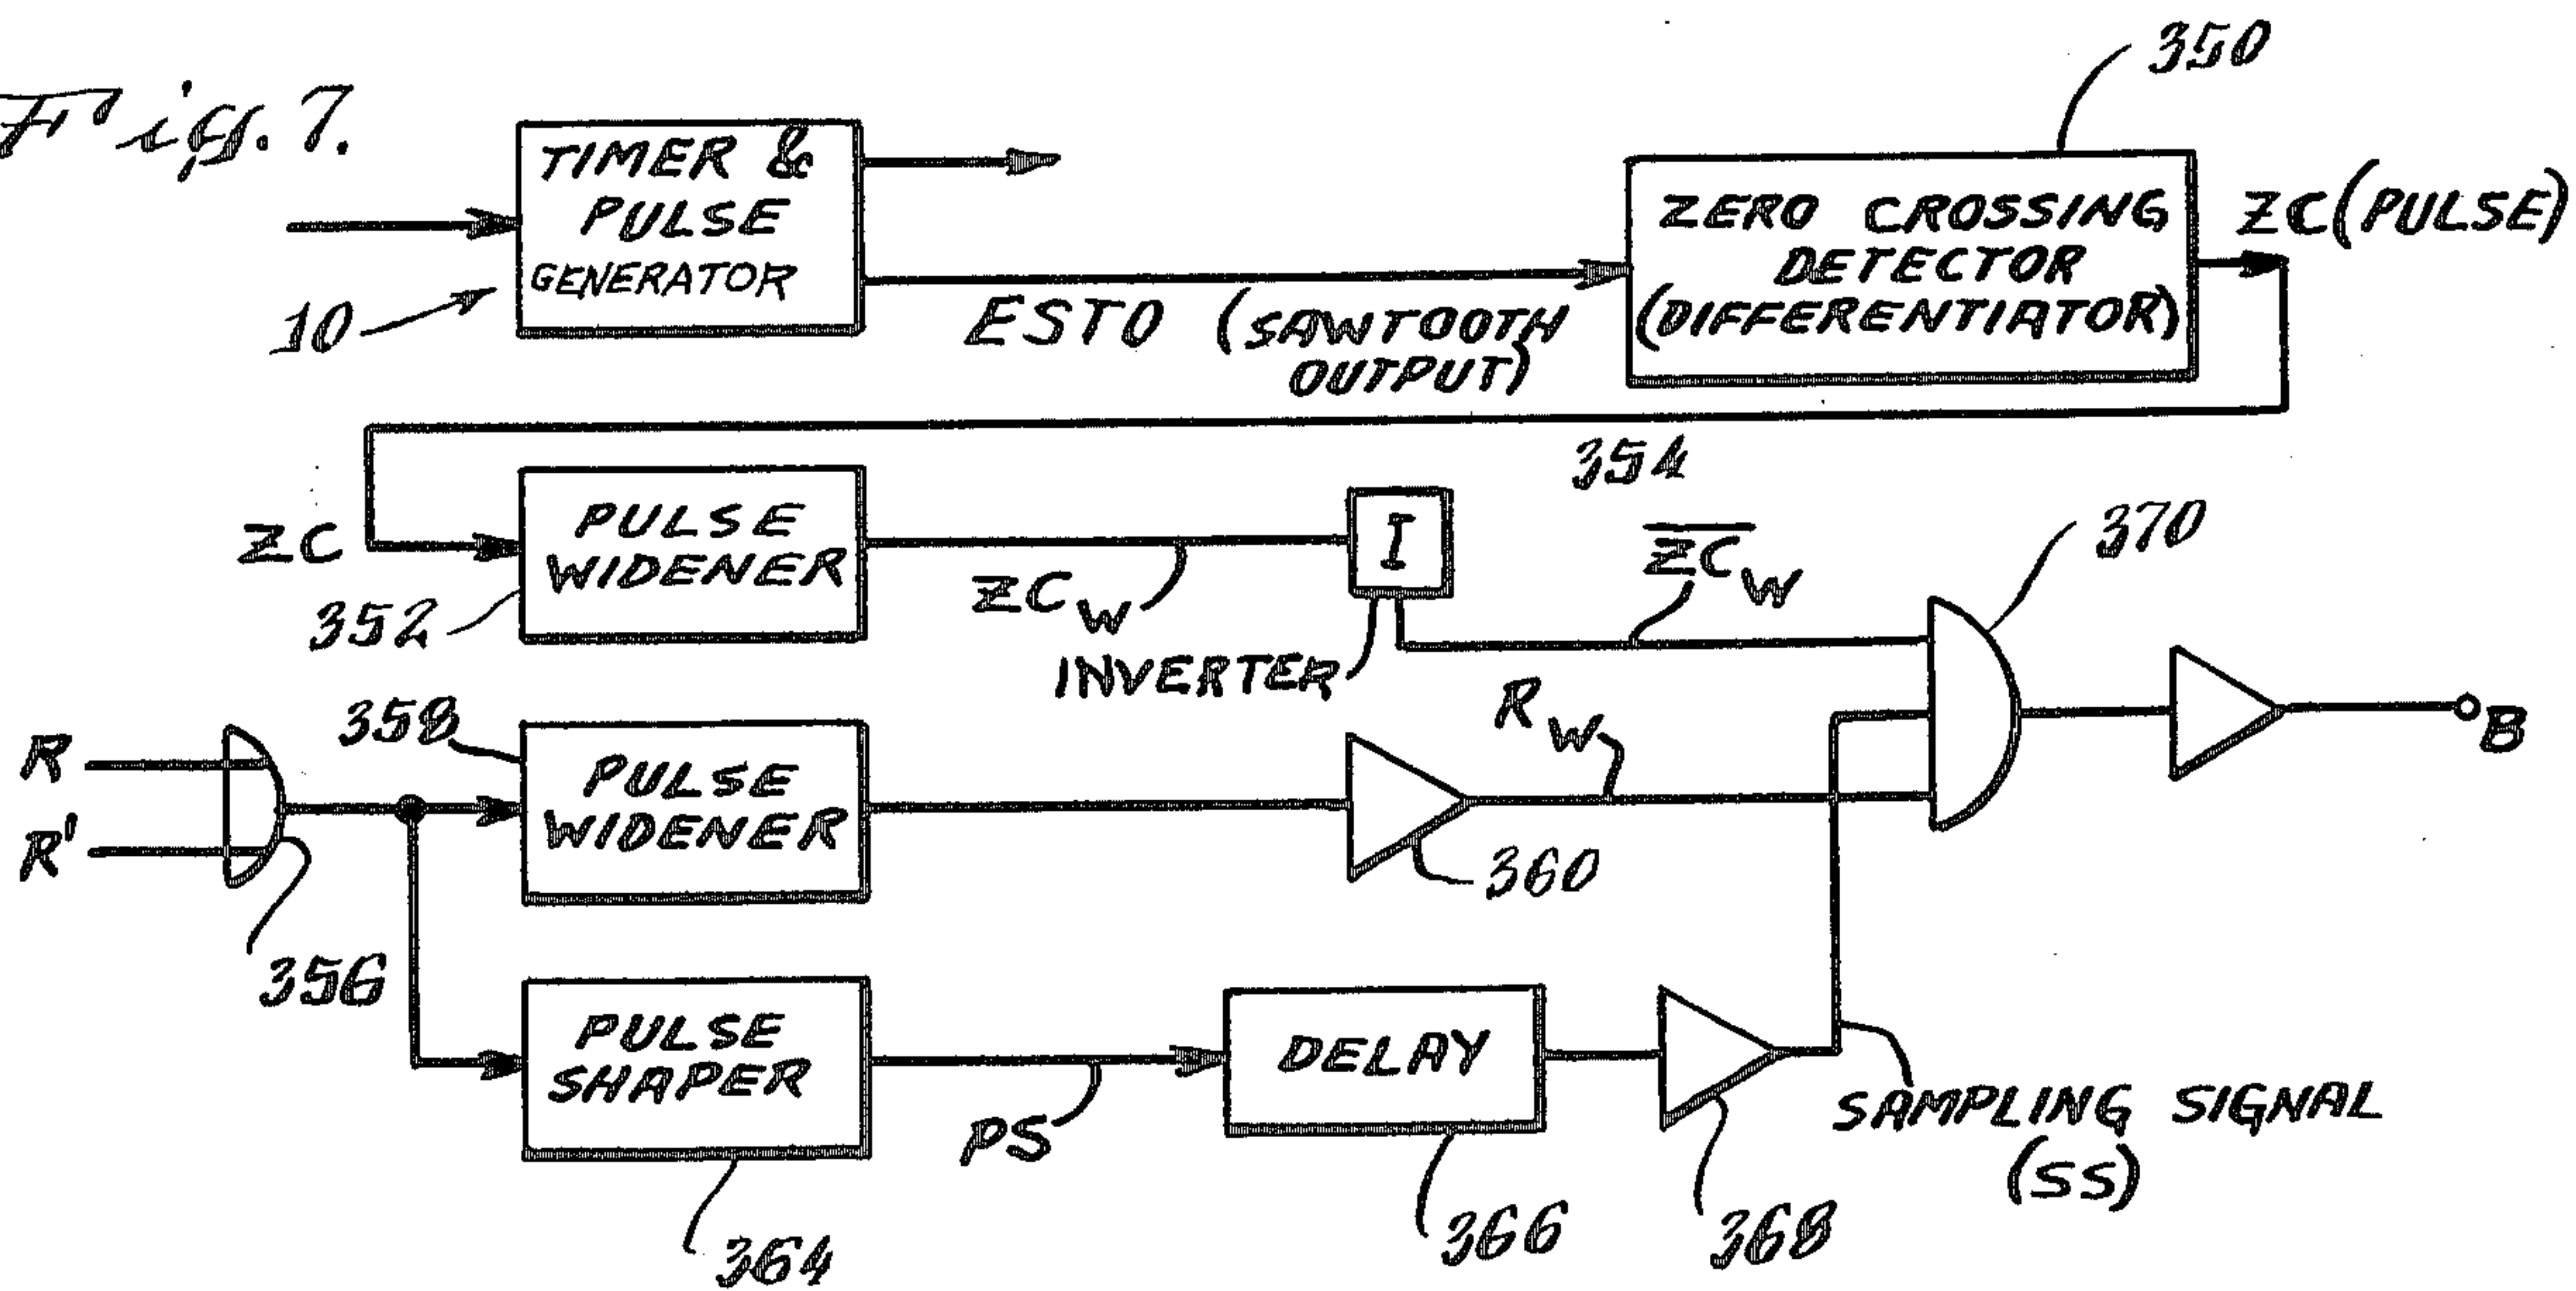 Fig. 7.
350
TIMER &
PULSE
GENERATOR
10
ESTO (SAWTOOTH
OUTPUT)
ZERO CROSSING
DETECTOR
(DIFFERENTIATOR)
ZC (PULSE)
354
ZC
PULSE
WIDENER
352
ZCW
I
INVERTER
Z̅C̅W
370
R
R'
356
358
PULSE
WIDENER
RW
360
B
PULSE
SHAPER
364
PS
DELAY
366
368
SAMPLING SIGNAL
(SS)